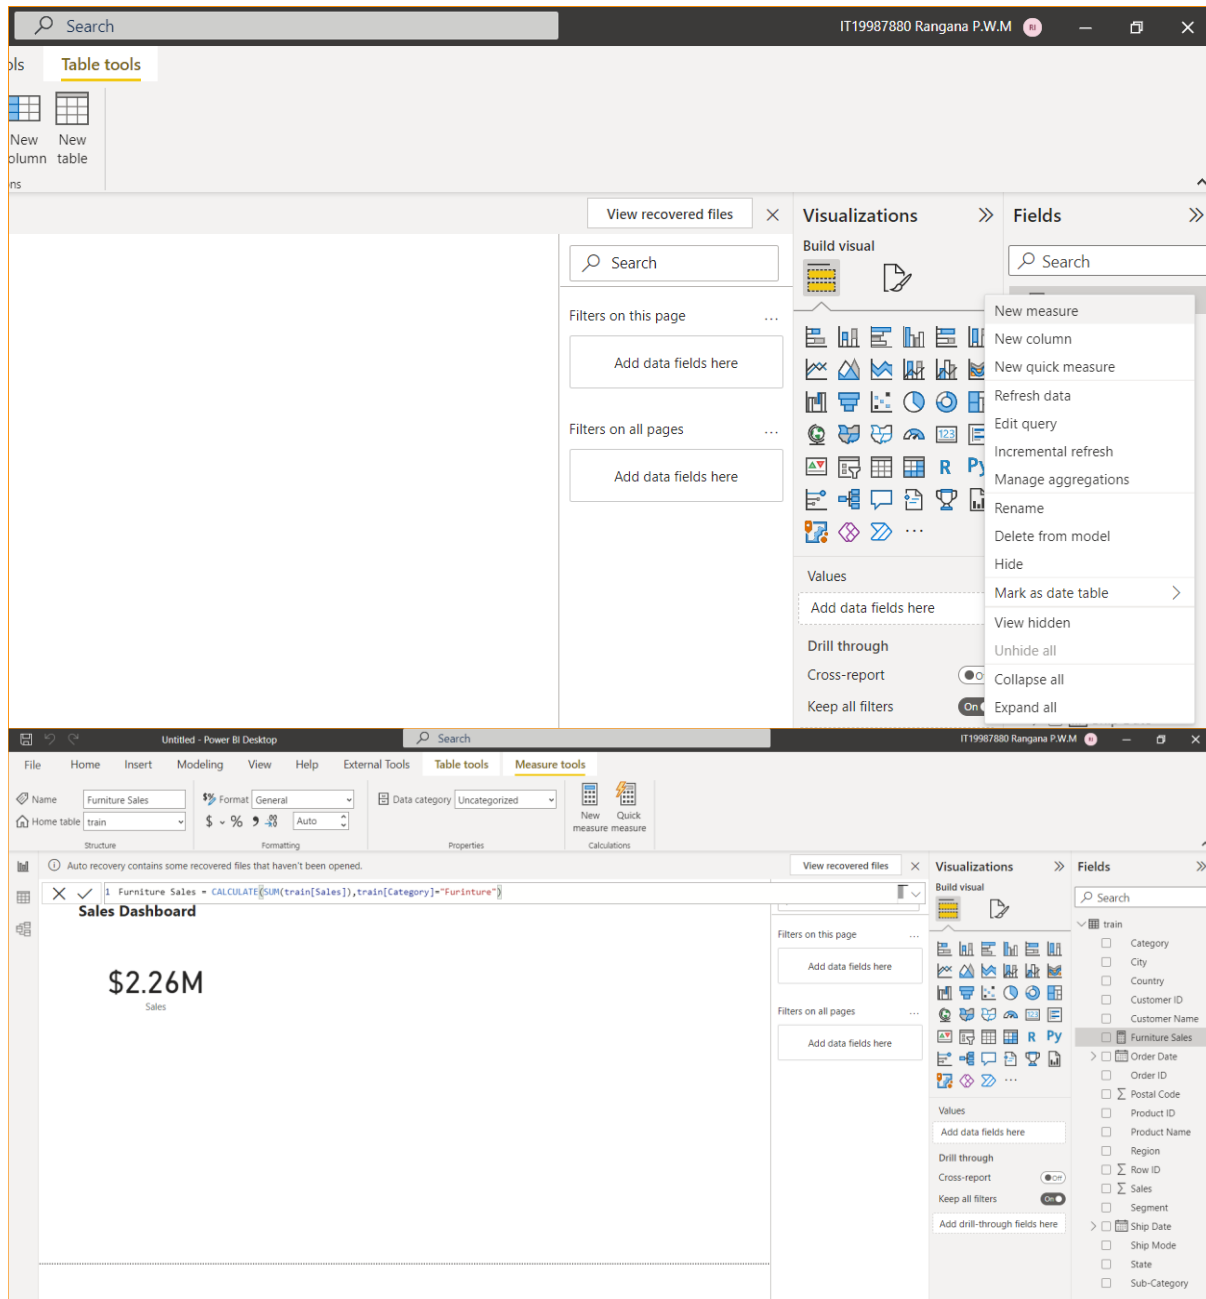 Search
IT19987880 Rangana P.W.M RI
ols Table tools
New New
olumn table
ns
View recovered files
Visualizations
Fields
Build visual
Search
Search
Filters on this page ...
Add data fields here
Filters on all pages ...
Add data fields here
123
R Py
...
Values
Add data fields here
Drill through
Cross-report
Keep all filters On
New measure
New column
New quick measure
Refresh data
Edit query
Incremental refresh
Manage aggregations
Rename
Delete from model
Hide
Mark as date table
View hidden
Unhide all
Collapse all
Expand all
Untitled - Power BI Desktop
Search
IT19987880 Rangana P.W.M RI
File Home Insert Modeling View Help External Tools Table tools Measure tools
Name Furniture Sales
Home table train
Structure
$% Format General
$ % 9 .00 Auto
Formatting
Data category Uncategorized
Properties
New Quick
measure measure
Calculations
Auto recovery contains some recovered files that haven't been opened.
View recovered files
1 Furniture Sales = CALCULATE(SUM(train[Sales]),train[Category]="Furinture")
Sales Dashboard
$2.26M
Sales
Filters on this page ...
Add data fields here
Filters on all pages ...
Add data fields here
Visualizations
Build visual
123
R Py
...
Values
Add data fields here
Drill through
Cross-report Off
Keep all filters On
Add drill-through fields here
Fields
Search
train
Category
City
Country
Customer ID
Customer Name
Furniture Sales
Order Date
Order ID
∑ Postal Code
Product ID
Product Name
Region
∑ Row ID
∑ Sales
Segment
Ship Date
Ship Mode
State
Sub-Category